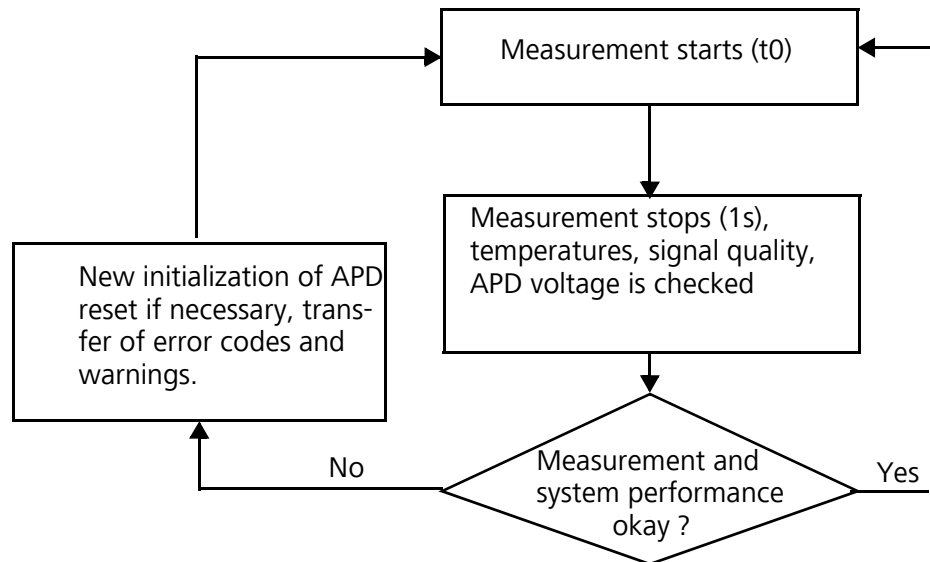 Measurement starts (t0)
Measurement stops (1s),
temperatures, signal quality,
APD voltage is checked
New initialization of APD
reset if necessary, trans-
fer of error codes and
warnings.
Measurement and
system performance
okay ?
No
Yes